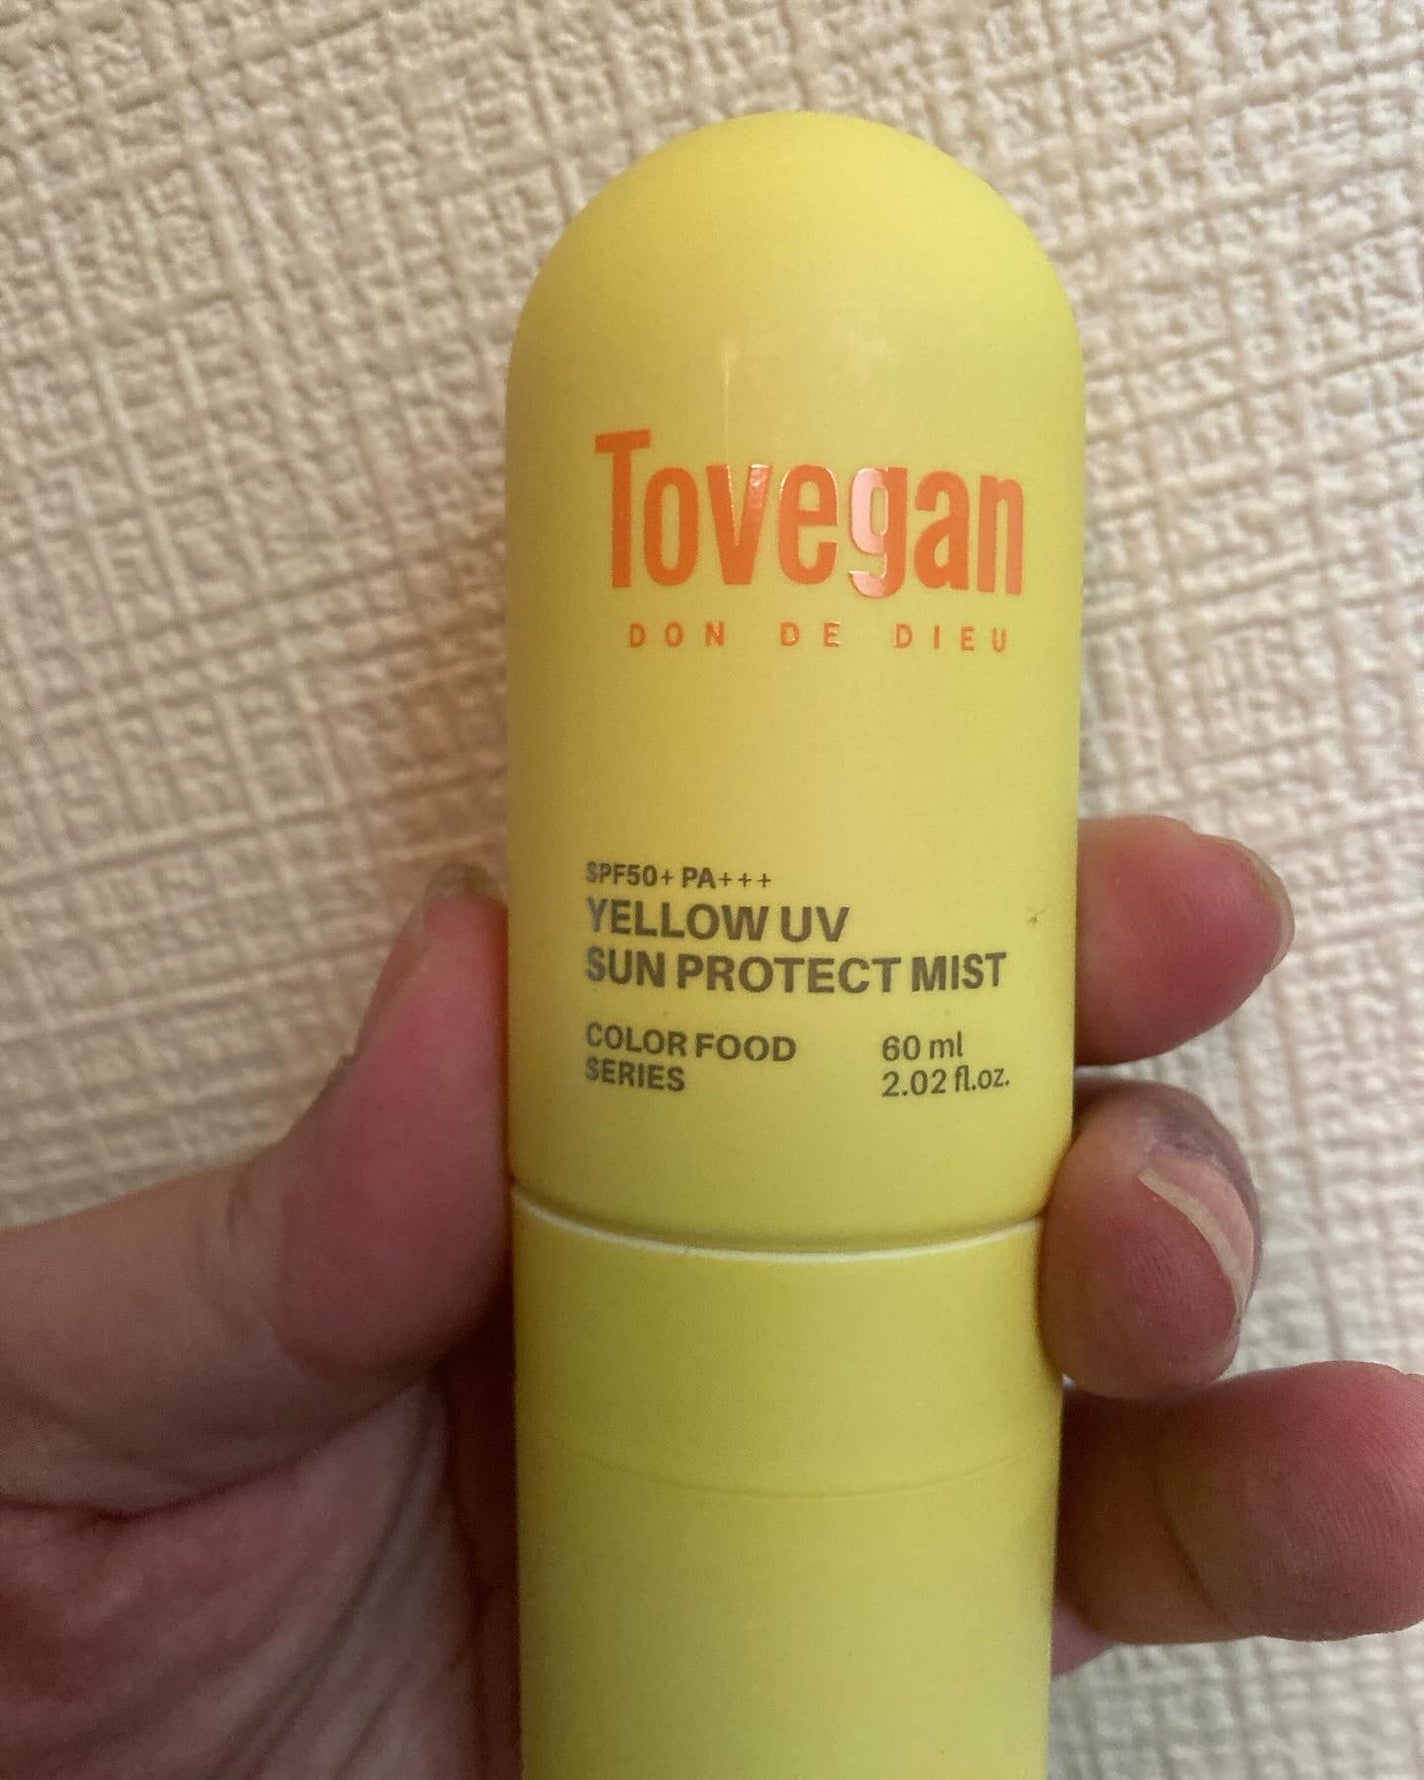 Tovegan
DON DE DIEU
SPF50+ PA+++
YELLOW UV
SUN PROTECT MIST
COLOR FOOD
SERIES
60 ml
2.02 fl.oz.